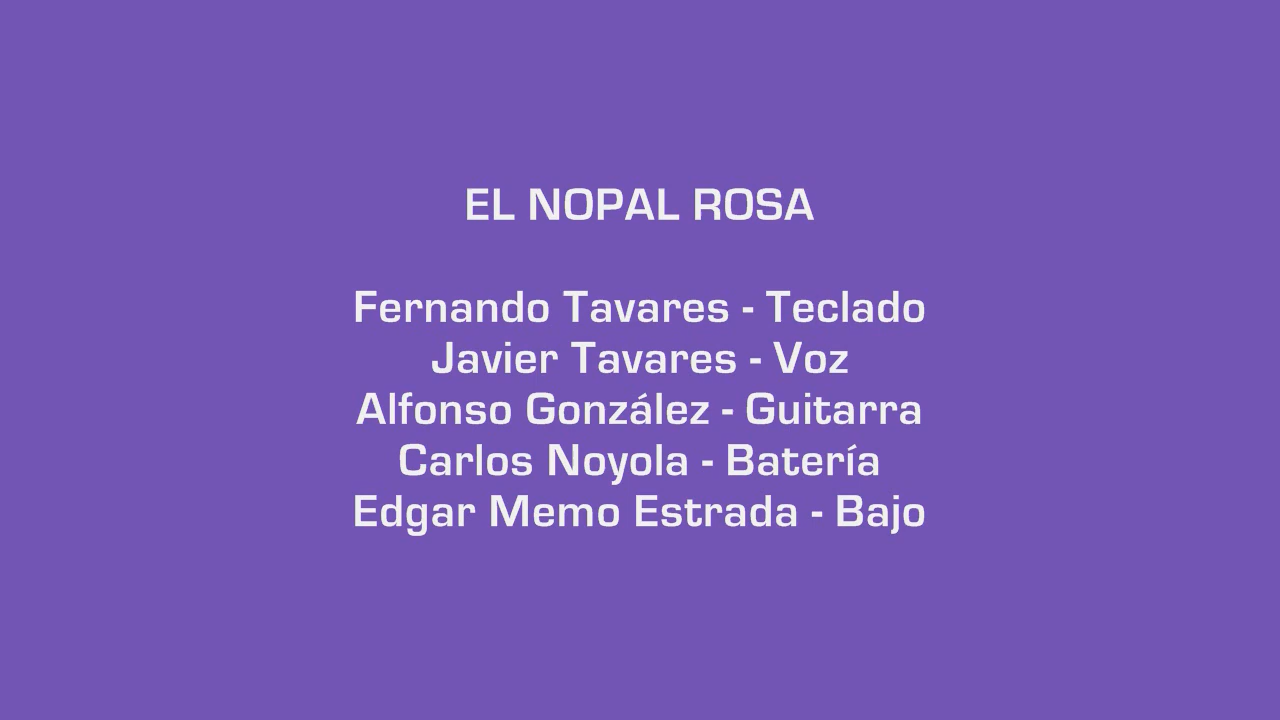 EL NOPAL ROSA
Fernando Tavares - Teclado
Javier Tavares - Voz
Alfonso González - Guitarra
Carlos Noyola - Batería
Edgar Memo Estrada - Bajo